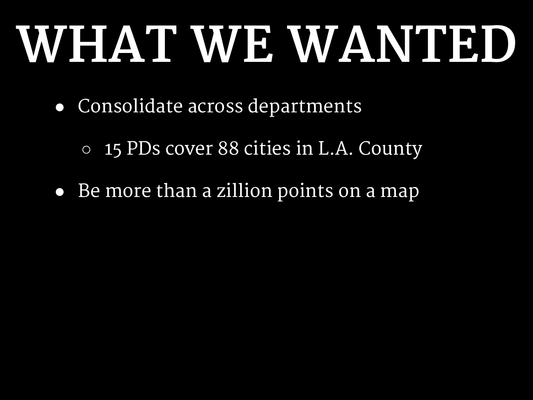 WHAT WE WANTED
● Consolidate across departments
○ 15 PDs cover 88 cities in L.A. County
● Be more than a zillion points on a map